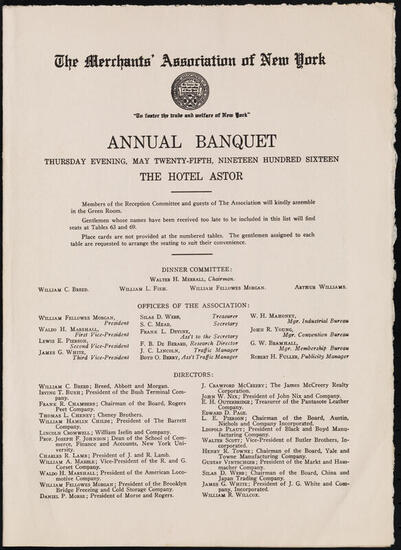 The Merchants' Association of New York
"To foster the trade and welfare of New York"
ANNUAL BANQUET
THURSDAY EVENING, MAY TWENTY-FIFTH, NINETEEN HUNDRED SIXTEEN
THE HOTEL ASTOR
Members of the Reception Committee and guests of The Association will kindly assemble
in the Green Room.
Gentlemen whose names have been received too late to be included in this list will find
seats at Tables 63 and 69.
Place cards are not provided at the numbered tables. The gentlemen assigned to each
table are requested to arrange the seating to suit their convenience.
DINNER COMMITTEE:
WALTER H. MERRALL, Chairman.
WILLIAM C. BREED. WILLIAM L. FISH. WILLIAM FELLOWES MORGAN. ARTHUR WILLIAMS.
OFFICERS OF THE ASSOCIATION:
WILLIAM FELLOWES MORGAN,
President
WALDO H. MARSHALL,
First Vice-President
LEWIS E. PIERSON,
Second Vice-President
JAMES G. WHITE,
Third Vice-President
SILAS D. WEBB, Treasurer
S. C. MEAD, Secretary
FRANK L. DEVINE,
Ass't to the Secretary
F. B. DE BERARD, Research Director
J. C. LINCOLN, Traffic Manager
BOYD O. BERRY, Ass't Traffic Manager
W. H. MAHONEY,
Mgr. Industrial Bureau
JOHN R. YOUNG,
Mgr. Convention Bureau
G. W. BRAMHALL,
Mgr. Membership Bureau
ROBERT H. FULLER, Publicity Manager
DIRECTORS:
WILLIAM C. BREED; Breed, Abbott and Morgan.
IRVING T. BUSH; President of the Bush Terminal Company.
FRANK R. CHAMBERS; Chairman of the Board, Rogers
Peet Company.
THOMAS L. CHENEY; Cheney Brothers.
WILLIAM HAMLIN CHILDS; President of The Barrett
Company.
LINCOLN CROMWELL; William Iselin and Company.
PROF. JOSEPH F. JOHNSON; Dean of the School of Commerce,
Finance and Accounts, New York University.
CHARLES R. LAMB; President of J. and R. Lamb.
WILLIAM A. MARBLE; Vice-President of the R. and G.
Corset Company.
WALDO H. MARSHALL; President of the American Locomotive
Company.
WILLIAM FELLOWES MORGAN; President of the Brooklyn
Bridge Freezing and Cold Storage Company.
DANIEL P. MORSE; President of Morse and Rogers.
J. CRAWFORD MCCREERY; The James McCreery Realty
Corporation.
JOHN W. NIX; President of John Nix and Company.
E. H. OUTERBRIDGE; Treasurer of the Pantasote Leather
Company.
EDWARD D. PAGE.
L. E. PIERSON; Chairman of the Board, Austin,
Nichols and Company Incorporated.
LEOPOLD PLAUT; President of Black and Boyd Manufacturing
Company.
WALTER SCOTT; Vice-President of Butler Brothers, Incorporated.
HENRY R. TOWNE; Chairman of the Board, Yale and
Towne Manufacturing Company.
GUSTAV VINTSCHGER; President of the Markt and Hammacher
Company.
SILAS D. WEBB; Chairman of the Board, China and
Japan Trading Company.
JAMES G. WHITE; President of J. G. White and Company,
Incorporated.
WILLIAM R. WILLCOX.